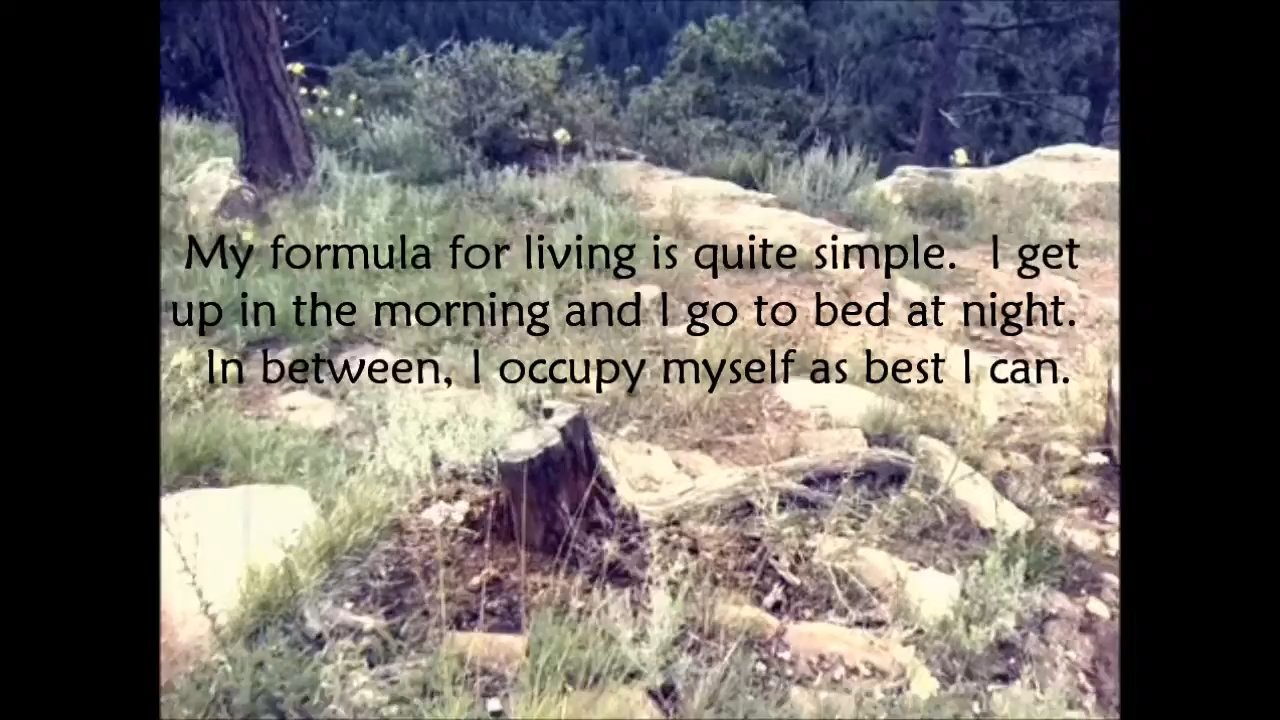 My formula for living is quite simple.  I get
up in the morning and I go to bed at night.
In between, I occupy myself as best I can.